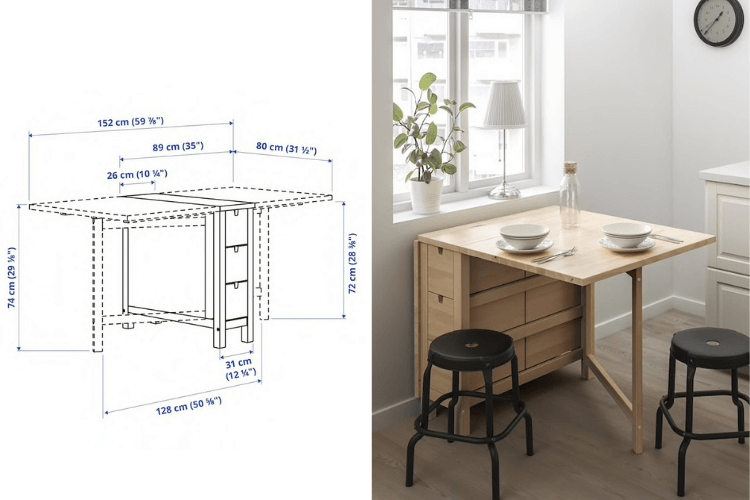 152 cm (59 ⅞")
89 cm (35")
80 cm (31 ½")
26 cm (10 ¼")
74 cm (29 ⅛")
72 cm (28 ⅜")
31 cm
(12 ¼")
128 cm (50 ⅜")